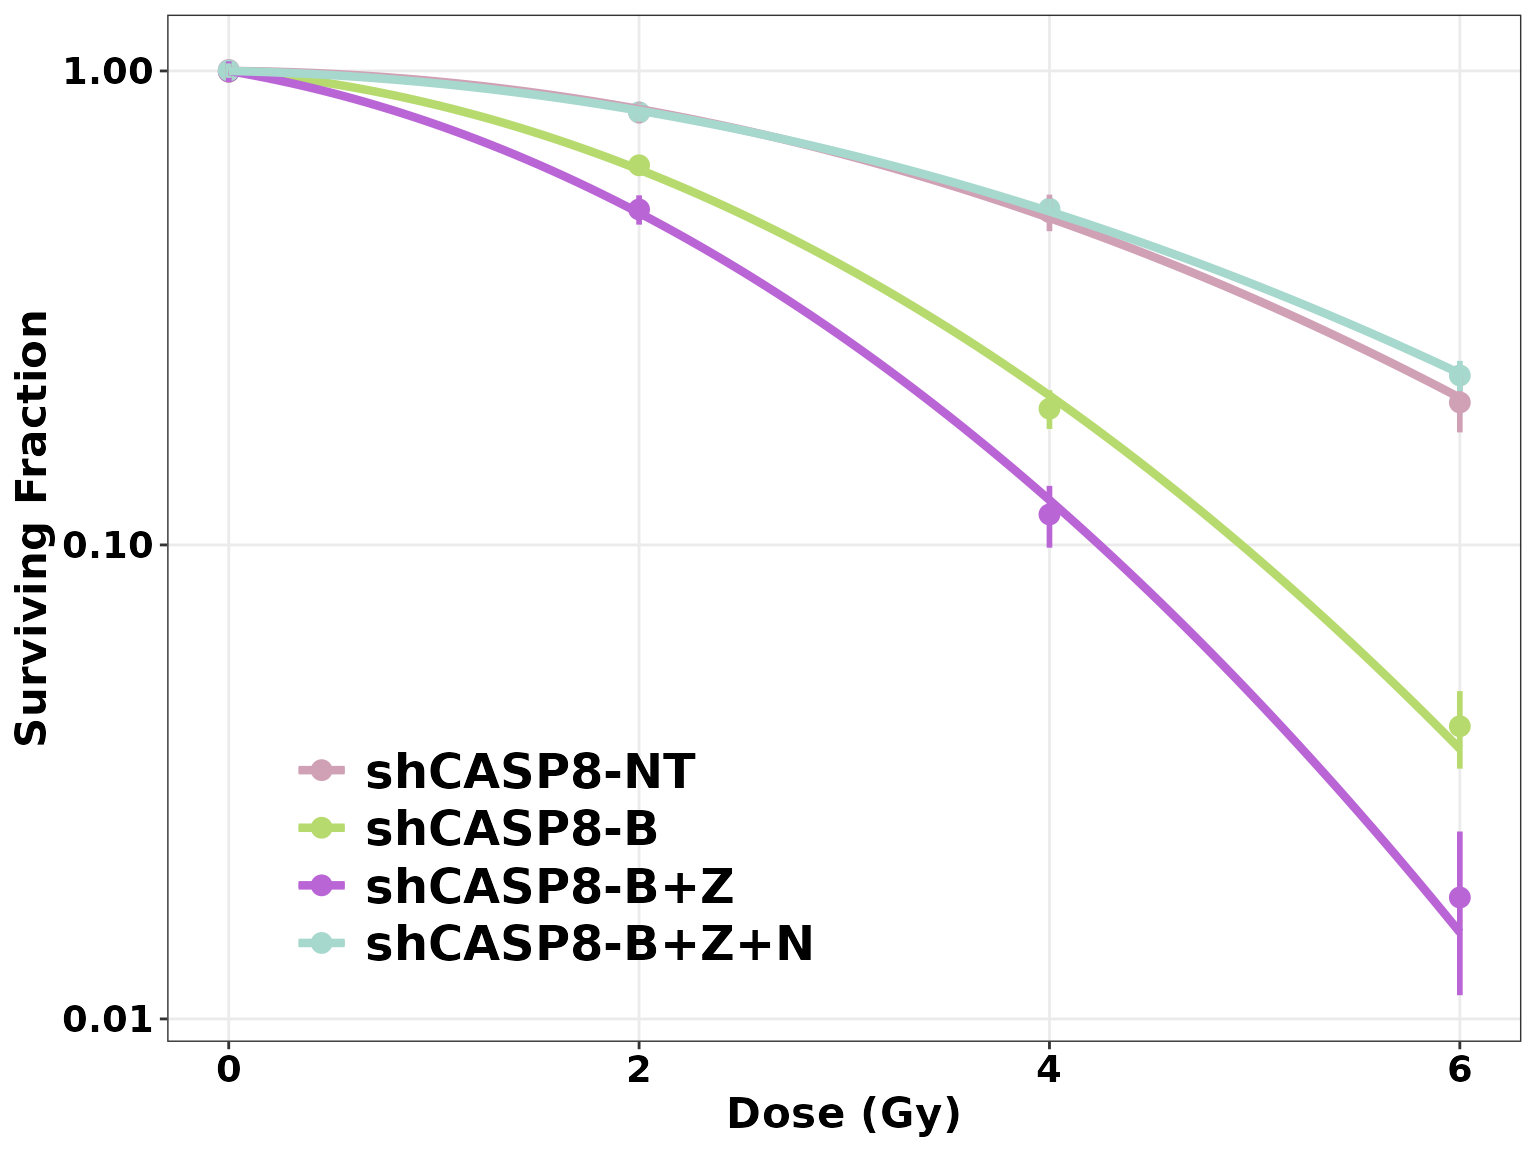 1.00
0.10
0.01
Surviving Fraction
shCASP8-NT
shCASP8-B
shCASP8-B+Z
shCASP8-B+Z+N
0 2 4 6
Dose (Gy)